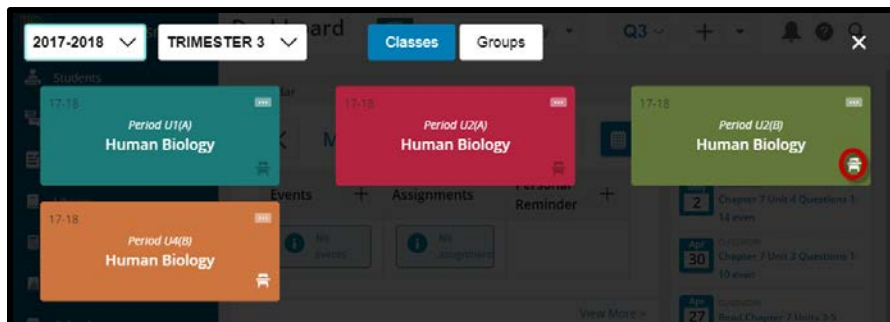 2017-2018
TRIMESTER 3
Classes
Groups
Q3
Students
17-18
Period U1(A)
Human Biology
17-18
Period U2(A)
Human Biology
17-18
Period U2(B)
Human Biology
Events
Assignments
Personal
Reminder
2
Chapter 7 Unit 4 Questions 1-
14 even
17-18
Period U4(B)
Human Biology
No
Events
No
Assignments
Apr
30
Chapter 7 Unit 3 Questions 1-
10 even
View More »
Apr
27
Read Chapter 7 Units 3-5